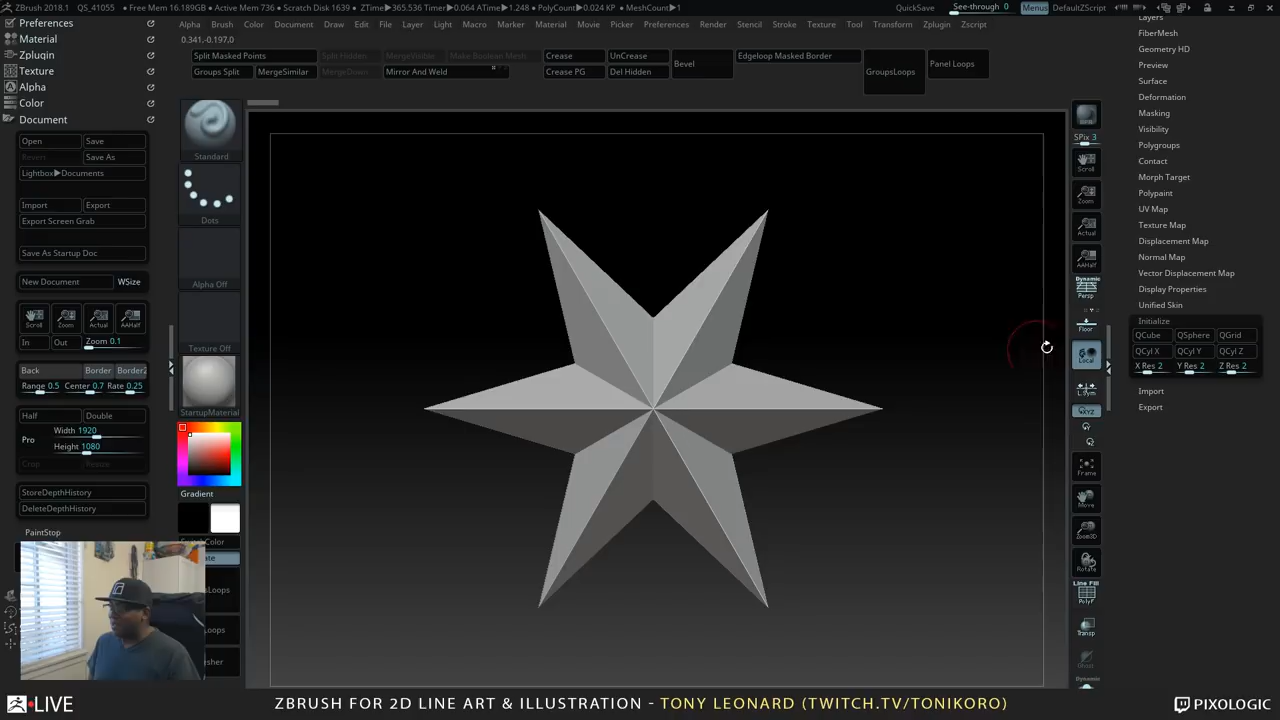 ZBrush 2018.1 QS_41055 • Free Mem 16.189GB • Active Mem 736 • Scratch Disk 1639 • ZTime▶365.536 Timer▶0.064 ATime▶1.248 • PolyCount▶0.024 KP • MeshCount▶1 QuickSave See-through 0 Menus DefaultZScript
Alpha Brush Color Document Draw Edit File Layer Light Macro Marker Material Movie Picker Preferences Render Stencil Stroke Texture Tool Transform Zplugin Zscript
0.341,-0.197,0
Preferences
Material
Zplugin
Texture
Alpha
Color
Document
Open Save
Revert Save As
Lightbox▶Documents
Import Export
Export Screen Grab
Save As Startup Doc
New Document WSize
Scroll Zoom Actual AAHalf
In Out Zoom 0.1
Back Border Border2
Range 0.5 Center 0.7 Rate 0.25
Half Double
Pro Width 1920
Height 1080
Crop Resize
StoreDepthHistory
DeleteDepthHistory
PaintStop
Split Masked Points Split Hidden MergeVisible Make Boolean Mesh
Groups Split MergeSimilar MergeDown Mirror And Weld
Crease UnCrease
Crease PG Del Hidden
Bevel
Edgeloop Masked Border
GroupsLoops
Panel Loops
Standard
Dots
Alpha Off
Texture Off
StartupMaterial
Gradient
SPix 3
Scroll
Zoom
Actual
AAHalf
Dynamic
Persp
Floor
Local
L.Sym
XYZ
Frame
Move
Zoom3D
Rotate
Line Fill
PolyF
Transp
Ghost
Dynamic
Layers
FiberMesh
Geometry HD
Preview
Surface
Deformation
Masking
Visibility
Polygroups
Contact
Morph Target
Polypaint
UV Map
Texture Map
Displacement Map
Normal Map
Vector Displacement Map
Display Properties
Unified Skin
Initialize
QCube QSphere QGrid
QCyl X QCyl Y QCyl Z
X Res 2 Y Res 2 Z Res 2
Import
Export
LIVE
ZBRUSH FOR 2D LINE ART & ILLUSTRATION - TONY LEONARD (TWITCH.TV/TONIKORO)
PIXOLOGIC